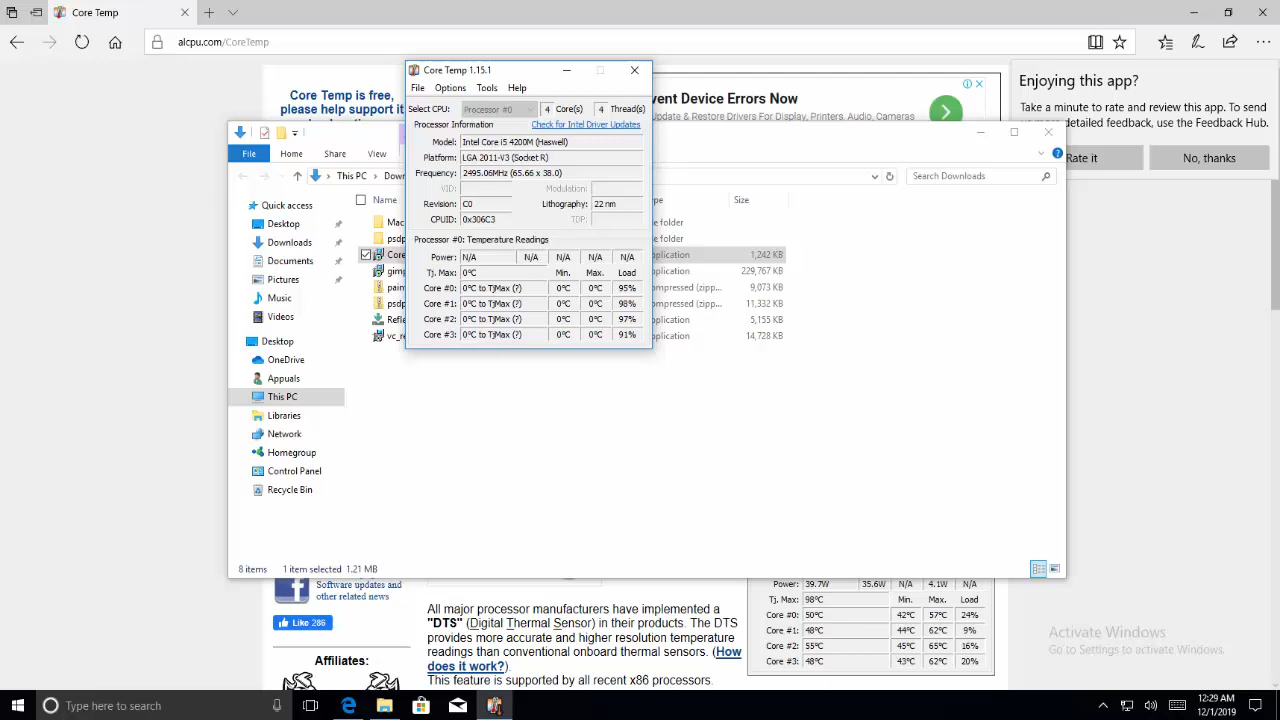 Core Temp
alcpu.com/CoreTemp
Core Temp is free,
please help support it
vent Device Errors Now
Update & Restore Drivers For Display, Printers, Audio, Cameras
Enjoying this app?
Take a minute to rate and review this app. To send
us more detailed feedback, use the Feedback Hub.
Rate it
No, thanks
Core Temp 1.15.1
File Options Tools Help
Select CPU: Processor #0 4 Core(s) 4 Thread(s)
Processor Information Check for Intel Driver Updates
Model: Intel Core i5 4200M (Haswell)
Platform: LGA 2011-V3 (Socket R)
Frequency: 2495.06MHz (65.66 x 38.0)
VID: Modulation:
Revision: C0 Lithography: 22 nm
CPUID: 0x306C3 TDP:
Processor #0: Temperature Readings
Power: N/A N/A N/A N/A N/A
Tj. Max: 0°C Min. Max. Load
Core #0: 0°C to TjMax (?) 0°C 0°C 95%
Core #1: 0°C to TjMax (?) 0°C 0°C 98%
Core #2: 0°C to TjMax (?) 0°C 0°C 97%
Core #3: 0°C to TjMax (?) 0°C 0°C 91%
File Home Share View
This PC Down
Search Downloads
Name Size
Quick access
Desktop
Downloads
Documents
Pictures
Music
Videos
Desktop
OneDrive
Appuals
This PC
Libraries
Network
Homegroup
Control Panel
Recycle Bin
Mac
psdp
Core 1,242 KB
gimp 229,767 KB
pain ompressed (zipp... 9,073 KB
psdp ompressed (zipp... 11,332 KB
Refle 5,155 KB
vc_re 14,728 KB
8 items 1 item selected 1.21 MB
Software updates and
other related news
Like 286
Affiliates:
All major processor manufacturers have implemented a
"DTS" (Digital Thermal Sensor) in their products. The DTS
provides more accurate and higher resolution temperature
readings than conventional onboard thermal sensors. (How
does it work?).
This feature is supported by all recent x86 processors.
Power: 39.7W 35.6W N/A 4.1W N/A
Tj. Max: 98°C Min. Max. Load
Core #0: 50°C 42°C 57°C 24%
Core #1: 48°C 44°C 62°C 9%
Core #2: 55°C 45°C 65°C 16%
Core #3: 48°C 43°C 62°C 20%
Activate Windows
Go to Settings to activate Windows.
Type here to search
12:29 AM
12/1/2019